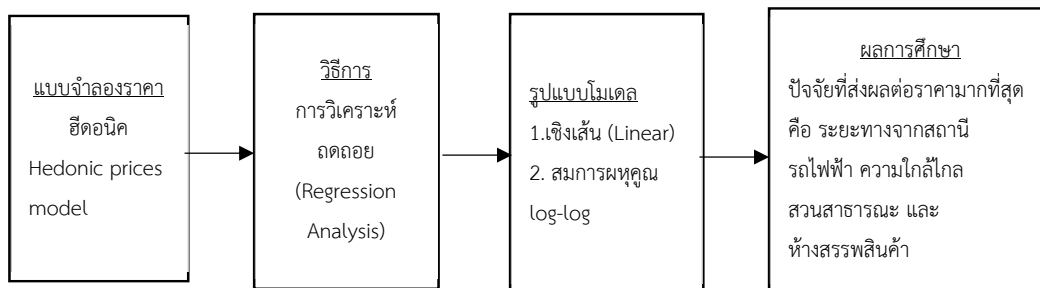 แบบจำลองราคา
ฮีดอนิค
Hedonic prices
model
วิธีการ
การวิเคราะห์
ถดถอย
(Regression
Analysis)
รูปแบบโมเดล
1.เชิงเส้น (Linear)
2. สมการผหุคูณ
log-log
ผลการศึกษา
ปัจจัยที่ส่งผลต่อราคามากที่สุด
คือ ระยะทางจากสถานี
รถไฟฟ้า ความใกล้ไกล
สวนสาธารณะ และ
ห้างสรรพสินค้า